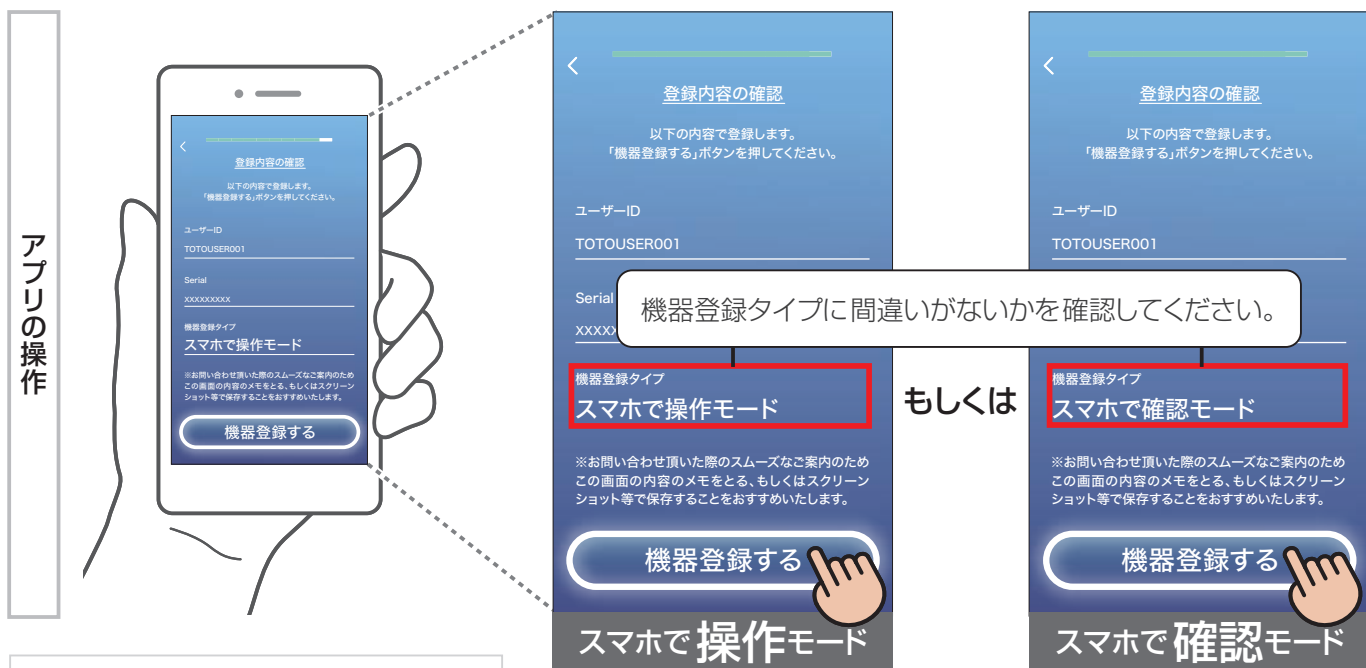 アプリの操作
登録内容の確認
以下の内容で登録します。
「機器登録する」ボタンを押してください。
ユーザーID
TOTOUSER001
Serial
xxxxxxxxx
機器登録タイプ
スマホで操作モード
※お問い合わせ頂いた際のスムーズなご案内のため
この画面の内容のメモをとる、もしくはスクリーン
ショット等で保存することをおすすめいたします。
機器登録する
登録内容の確認
以下の内容で登録します。
「機器登録する」ボタンを押してください。
ユーザーID
TOTOUSER001
Serial
xxxxx
機器登録タイプに間違いがないかを確認してください。
機器登録タイプ
スマホで操作モード
※お問い合わせ頂いた際のスムーズなご案内のため
この画面の内容のメモをとる、もしくはスクリーン
ショット等で保存することをおすすめいたします。
機器登録する
スマホで操作モード
もしくは
登録内容の確認
以下の内容で登録します。
「機器登録する」ボタンを押してください。
ユーザーID
TOTOUSER001
機器登録タイプ
スマホで確認モード
※お問い合わせ頂いた際のスムーズなご案内のため
この画面の内容のメモをとる、もしくはスクリーン
ショット等で保存することをおすすめいたします。
機器登録する
スマホで確認モード